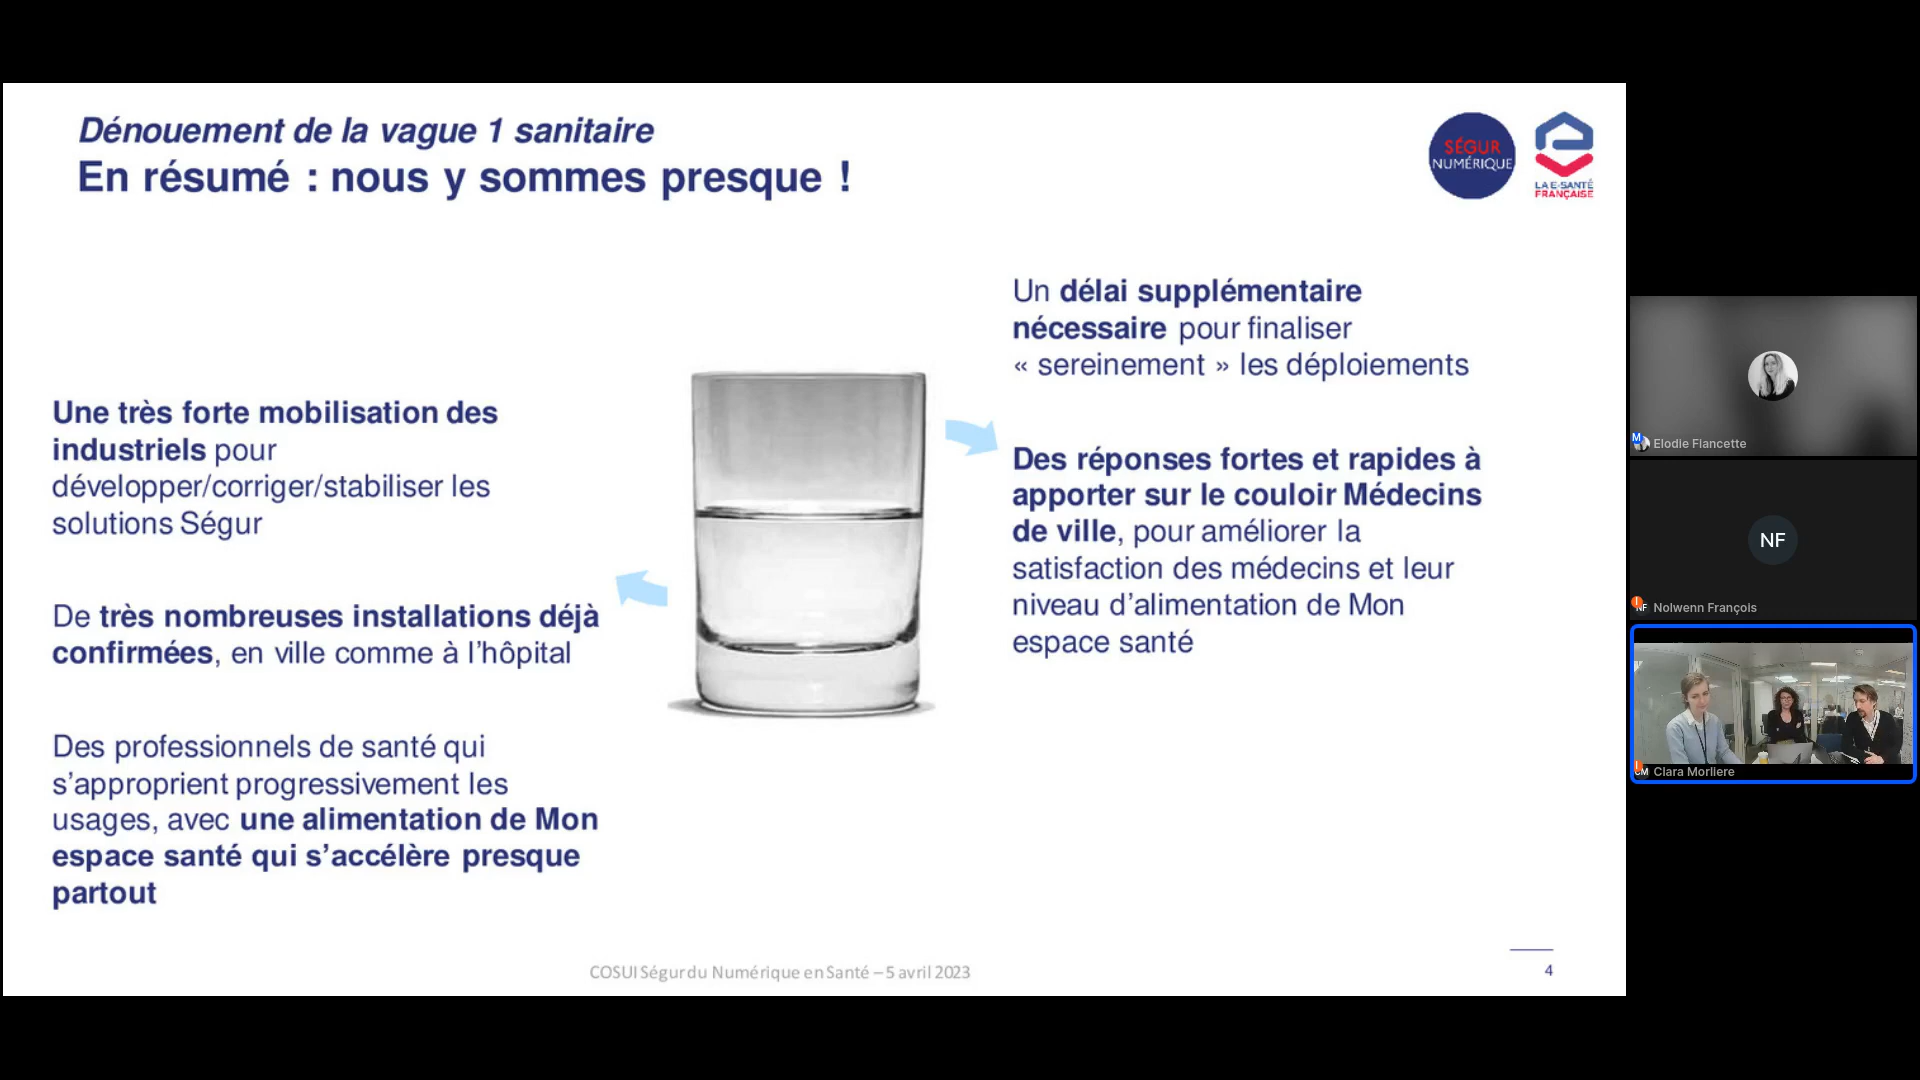 Dénouement de la vague 1 sanitaire
En résumé : nous y sommes presque !
SÉGUR
NUMÉRIQUE
LA E-SANTÉ
FRANÇAISE
Une très forte mobilisation des
industriels pour
développer/corriger/stabiliser les
solutions Ségur
De très nombreuses installations déjà
confirmées, en ville comme à l’hôpital
Des professionnels de santé qui
s’approprient progressivement les
usages, avec une alimentation de Mon
espace santé qui s’accélère presque
partout
Un délai supplémentaire
nécessaire pour finaliser
« sereinement » les déploiements
Des réponses fortes et rapides à
apporter sur le couloir Médecins
de ville, pour améliorer la
satisfaction des médecins et leur
niveau d’alimentation de Mon
espace santé
COSUI Ségur du Numérique en Santé – 5 avril 2023
4
M
Elodie Flancette
NF
NF
Nolwenn François
CM
Clara Morliere